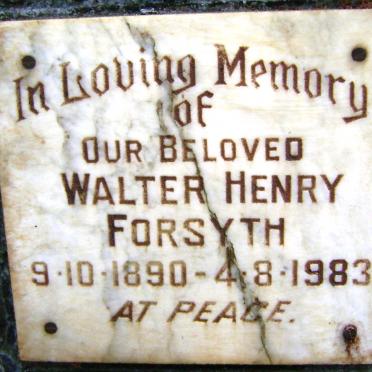 In Loving Memory
of
OUR BELOVED
WALTER HENRY
FORSYTH
9·10·1890 - 4·8·1983
AT PEACE.